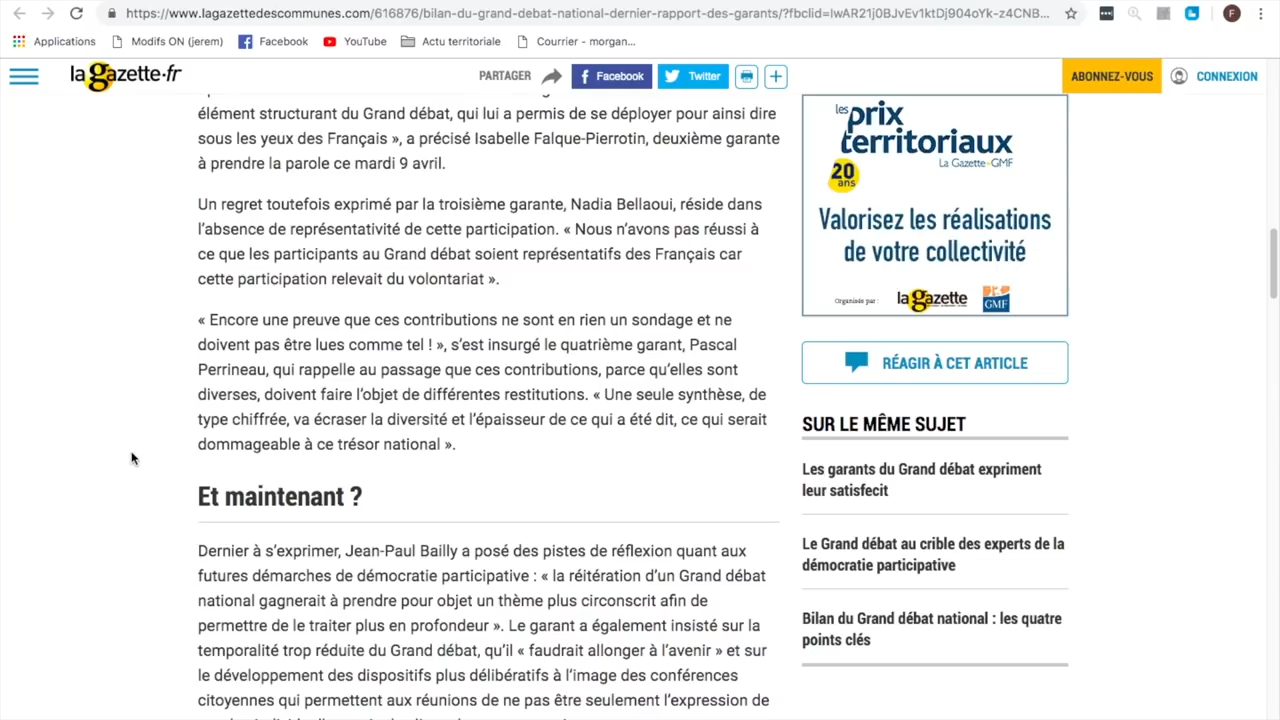 https://www.lagazettedescommunes.com/616876/bilan-du-grand-debat-national-dernier-rapport-des-garants/?fbclid=IwAR21j0BJvEv1ktDj904oYk-z4CNB...
F
Applications
Modifs ON (jerem)
Facebook
YouTube
Actu territoriale
Courrier - morgan...
la gazette·fr
PARTAGER
Facebook
Twitter
ABONNEZ-VOUS
CONNEXION
élément structurant du Grand débat, qui lui a permis de se déployer pour ainsi dire
sous les yeux des Français », a précisé Isabelle Falque-Pierrotin, deuxième garante
à prendre la parole ce mardi 9 avril.
Un regret toutefois exprimé par la troisième garante, Nadia Bellaoui, réside dans
l'absence de représentativité de cette participation. « Nous n'avons pas réussi à
ce que les participants au Grand débat soient représentatifs des Français car
cette participation relevait du volontariat ».
« Encore une preuve que ces contributions ne sont en rien un sondage et ne
doivent pas être lues comme tel ! », s'est insurgé le quatrième garant, Pascal
Perrineau, qui rappelle au passage que ces contributions, parce qu'elles sont
diverses, doivent faire l'objet de différentes restitutions. « Une seule synthèse, de
type chiffrée, va écraser la diversité et l'épaisseur de ce qui a été dit, ce qui serait
dommageable à ce trésor national ».
Et maintenant ?
Dernier à s'exprimer, Jean-Paul Bailly a posé des pistes de réflexion quant aux
futures démarches de démocratie participative : « la réitération d'un Grand débat
national gagnerait à prendre pour objet un thème plus circonscrit afin de
permettre de le traiter plus en profondeur ». Le garant a également insisté sur la
temporalité trop réduite du Grand débat, qu'il « faudrait allonger à l'avenir » et sur
le développement des dispositifs plus délibératifs à l'image des conférences
citoyennes qui permettent aux réunions de ne pas être seulement l'expression de
les prix
territoriaux
La Gazette GMF
20
ans
Valorisez les réalisations
de votre collectivité
Organisés par :
la gazette
GMF
RÉAGIR À CET ARTICLE
SUR LE MÊME SUJET
Les garants du Grand débat expriment
leur satisfecit
Le Grand débat au crible des experts de la
démocratie participative
Bilan du Grand débat national : les quatre
points clés